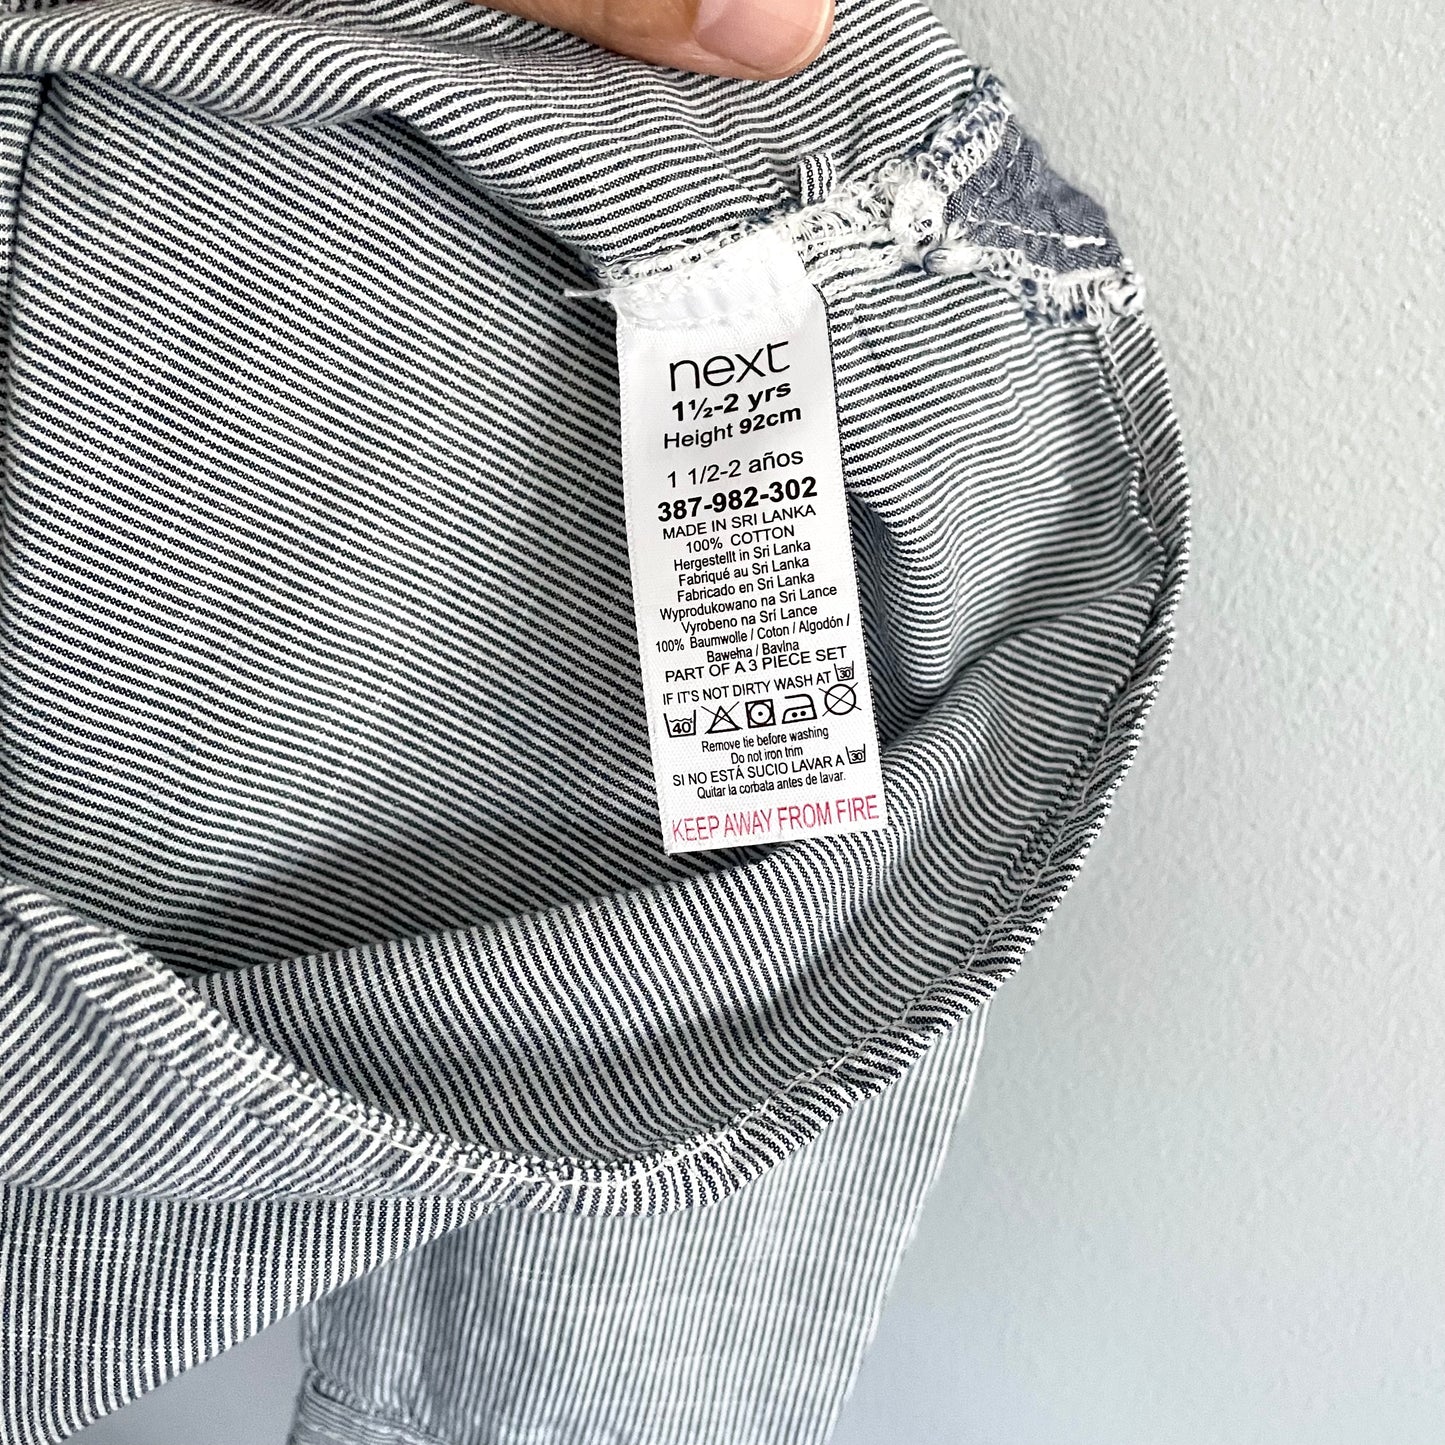 next
1½-2 yrs
Height 92cm
1 1/2-2 años
387-982-302
MADE IN SRI LANKA
100% COTTON
Hergestellt in Sri Lanka
Fabriqué au Sri Lanka
Fabricado en Sri Lanka
Wyprodukowano na Sri Lance
Vyrobeno na Sri Lance
100% Baumwolle / Coton / Algodón /
Bawełna / Bavlna
PART OF A 3 PIECE SET
IF IT'S NOT DIRTY WASH AT 30
40
Remove tie before washing
Do not iron trim
SI NO ESTÁ SUCIO LAVAR A 30
Quitar la corbata antes de lavar.
KEEP AWAY FROM FIRE